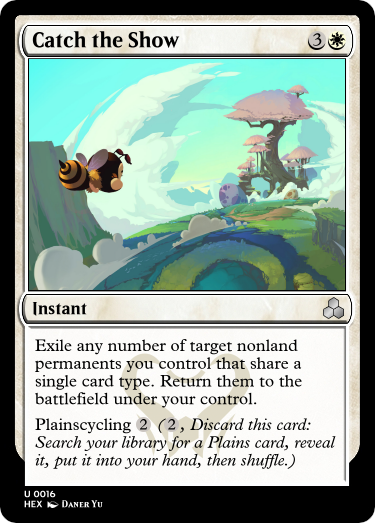 Catch the Show 3
Instant
Exile any number of target nonland
permanents you control that share a
single card type. Return them to the
battlefield under your control.
Plainscycling 2 (2, Discard this card:
Search your library for a Plains card, reveal
it, put it into your hand, then shuffle.)
U 0016
HEX Daner Yu